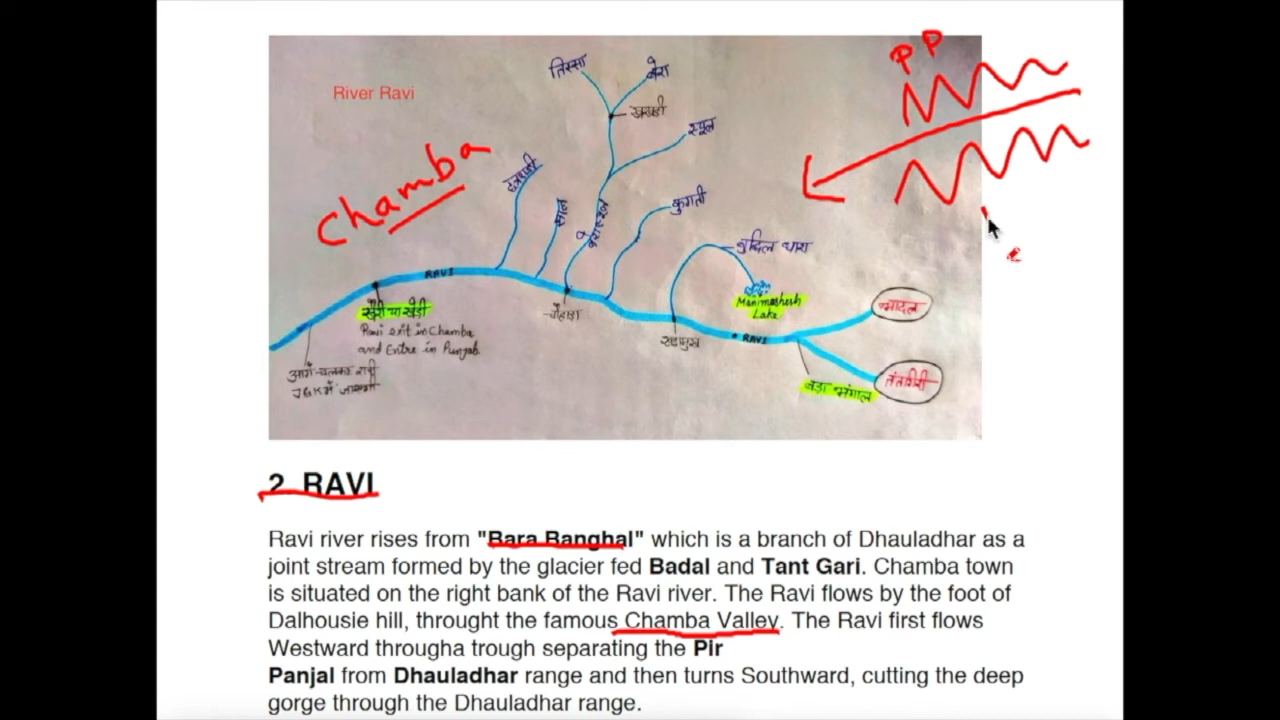 P P
तिस्सा
बैरा
River Ravi
स्यूल
Chamba
साल
कुगती
बुद्दिल धारा
RAVI
Manimahesh
Lake
Ravi exit in Chamba
and Entre in Punjab
RAVI
चौहाड़ा
खड़ामुख
भादल
तंतागिरी
बड़ा भंगाल
आगे चलकर रावी
J&K में जाएगी
2 RAVI
Ravi river rises from "Bara Banghal" which is a branch of Dhauladhar as a
joint stream formed by the glacier fed Badal and Tant Gari. Chamba town
is situated on the right bank of the Ravi river. The Ravi flows by the foot of
Dalhousie hill, throught the famous Chamba Valley. The Ravi first flows
Westward througha trough separating the Pir
Panjal from Dhauladhar range and then turns Southward, cutting the deep
gorge through the Dhauladhar range.